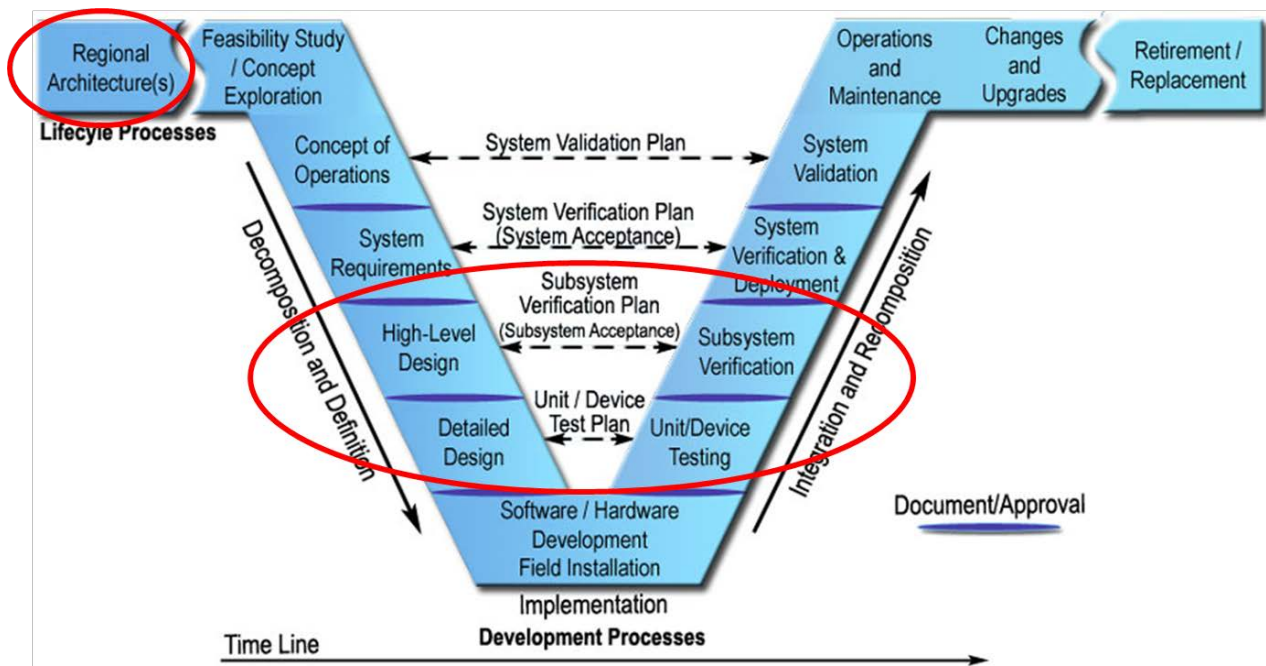 Regional
Architecture(s)
Feasibility Study
/ Concept
Exploration
Operations
and
Maintenance
Changes
and
Upgrades
Retirement /
Replacement
Lifecyle Processes
Concept of
Operations
System Validation Plan
System
Validation
System
Requirements
System Verification Plan
(System Acceptance)
System
Verification &
Deployment
High-Level
Design
Subsystem
Verification Plan
(Subsystem Acceptance)
Subsystem
Verification
Detailed
Design
Unit / Device
Test Plan
Unit/Device
Testing
Decomposition and Definition
Integration and Recomposition
Software / Hardware
Development
Field Installation
Document/Approval
Implementation
Development Processes
Time Line